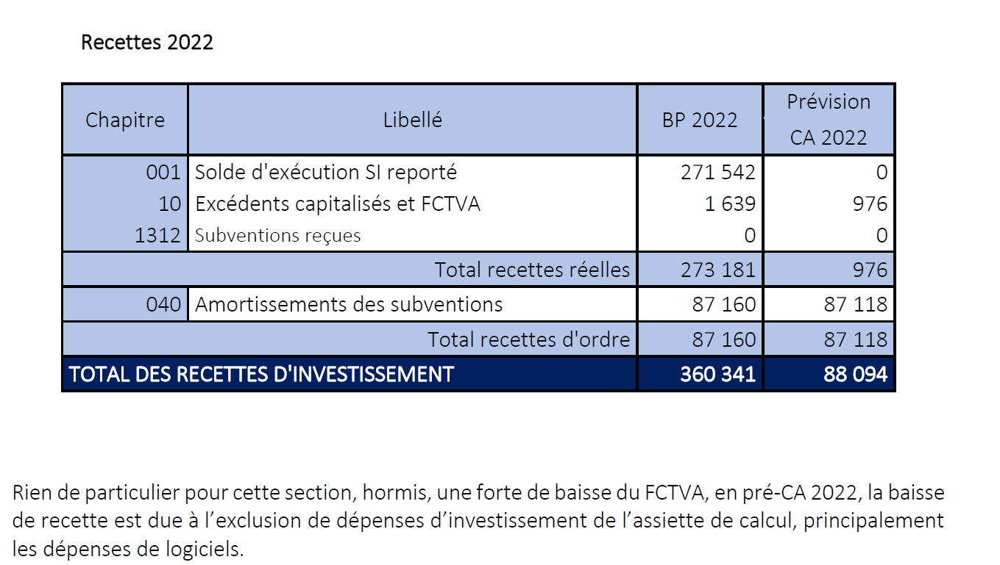 Recettes 2022
Chapitre Libellé BP 2022 Prévision CA 2022
001 Solde d'exécution SI reporté 271 542 0
10 Excédents capitalisés et FCTVA 1 639 976
1312 Subventions reçues 0 0
Total recettes réelles 273 181 976
040 Amortissements des subventions 87 160 87 118
Total recettes d'ordre 87 160 87 118
TOTAL DES RECETTES D'INVESTISSEMENT 360 341 88 094
Rien de particulier pour cette section, hormis, une forte de baisse du FCTVA, en pré-CA 2022, la baisse
de recette est due à l’exclusion de dépenses d’investissement de l’assiette de calcul, principalement
les dépenses de logiciels.